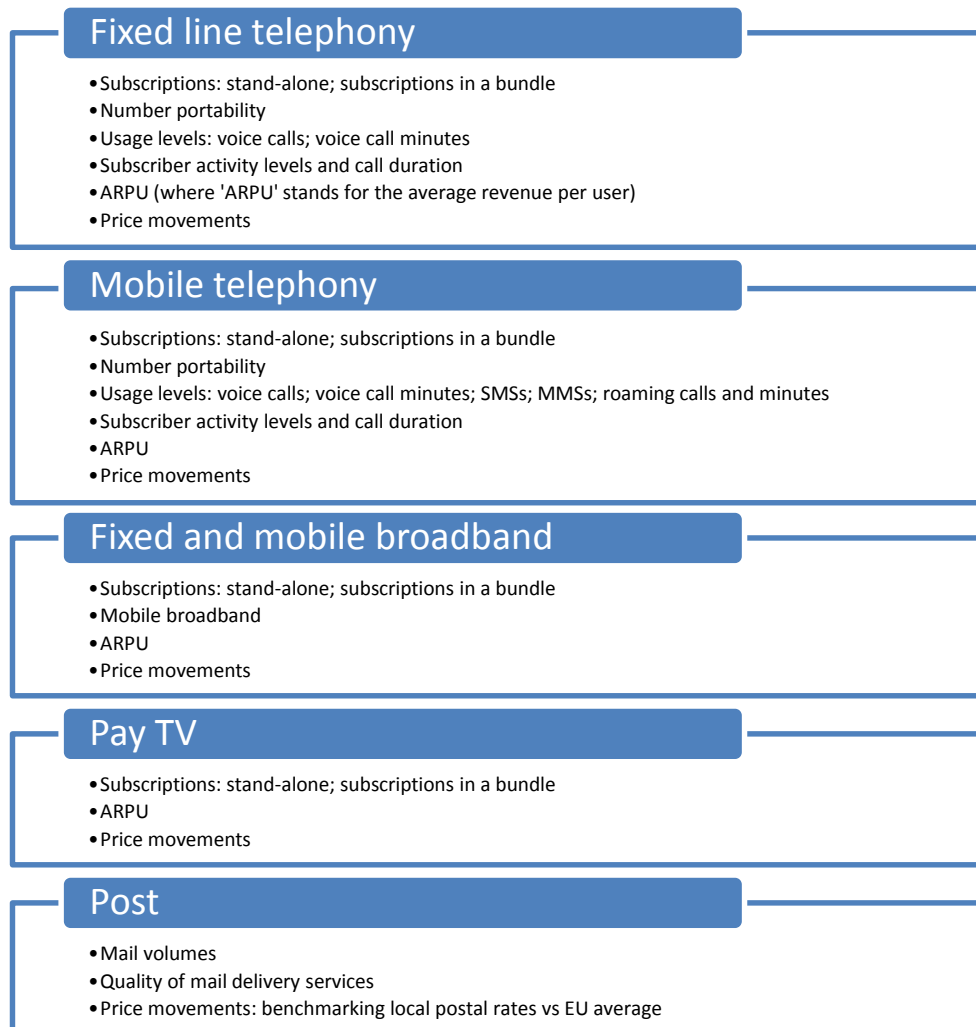 Fixed line telephony
•Subscriptions: stand-alone; subscriptions in a bundle
•Number portability
•Usage levels: voice calls; voice call minutes
•Subscriber activity levels and call duration
•ARPU (where 'ARPU' stands for the average revenue per user)
•Price movements
Mobile telephony
•Subscriptions: stand-alone; subscriptions in a bundle
•Number portability
•Usage levels: voice calls; voice call minutes; SMSs; MMSs; roaming calls and minutes
•Subscriber activity levels and call duration
•ARPU
•Price movements
Fixed and mobile broadband
•Subscriptions: stand-alone; subscriptions in a bundle
•Mobile broadband
•ARPU
•Price movements
Pay TV
•Subscriptions: stand-alone; subscriptions in a bundle
•ARPU
•Price movements
Post
•Mail volumes
•Quality of mail delivery services
•Price movements: benchmarking local postal rates vs EU average